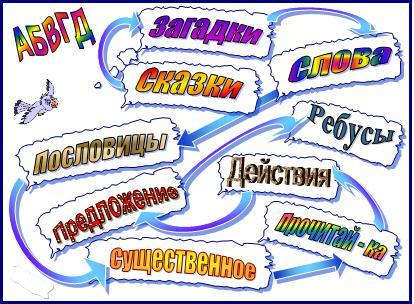 АБВГД
Загадки
Сказки
Слова
Ребусы
пословицы
Действия
Предложение
Прочитай - ка
Существенное